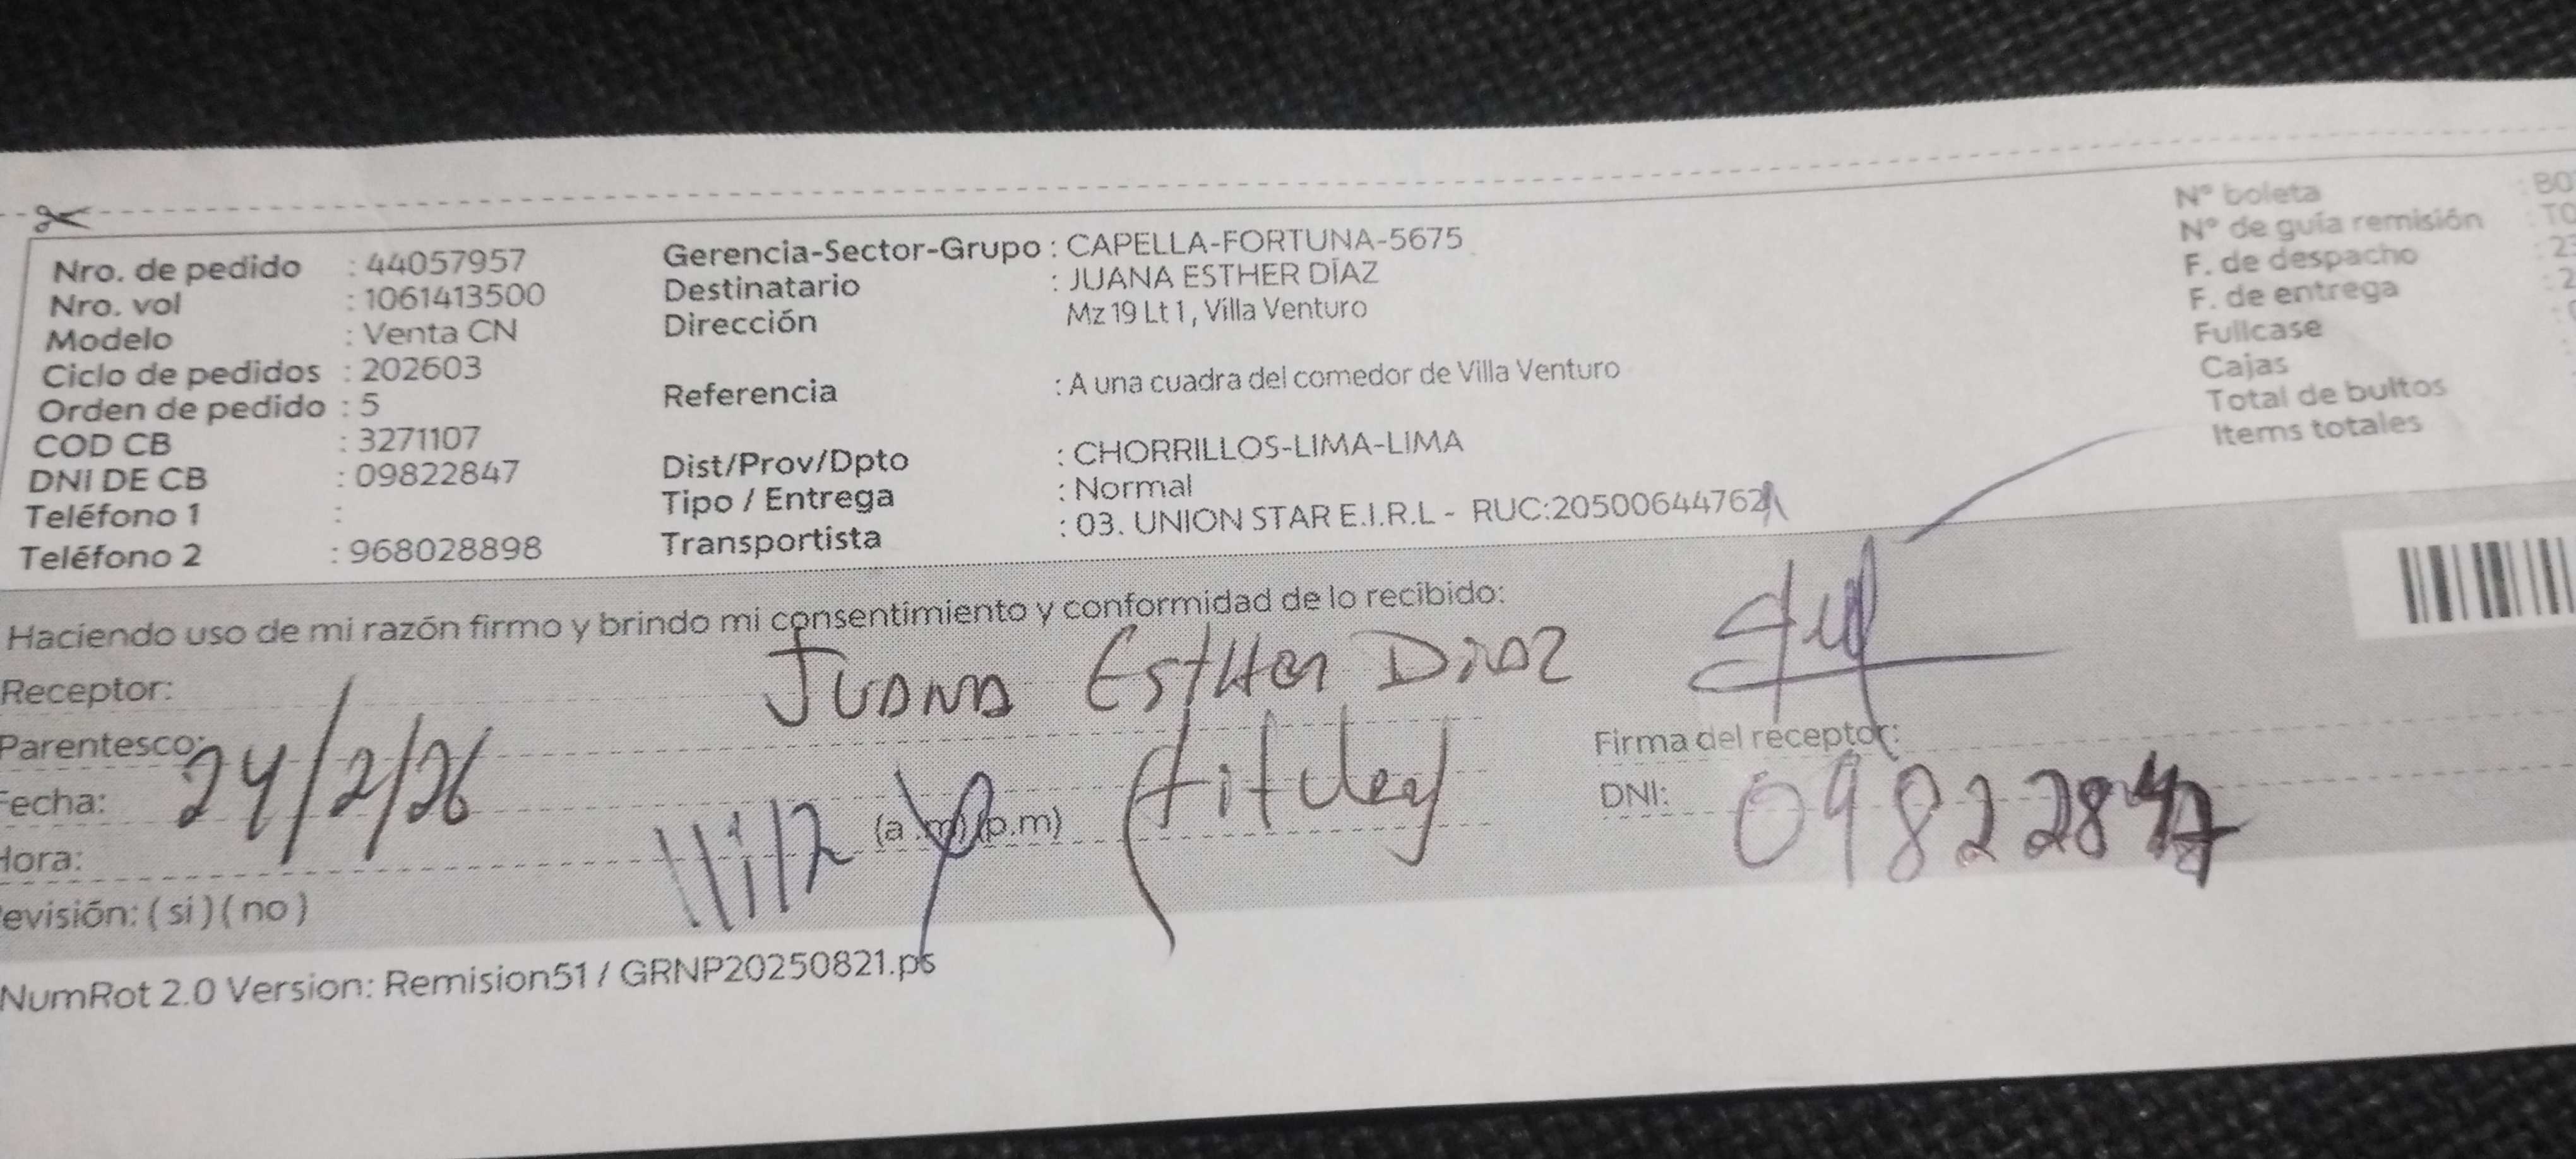 Nro. de pedido : 44057957
Nro. vol : 1061413500
Modelo : Venta CN
Ciclo de pedidos : 202603
Orden de pedido : 5
COD CB : 3271107
DNI DE CB : 09822847
Teléfono 1 :
Teléfono 2 : 968028898
Gerencia-Sector-Grupo : CAPELLA-FORTUNA-5675
Destinatario : JUANA ESTHER DÍAZ
Dirección Mz 19 Lt 1, Villa Venturo
Referencia : A una cuadra del comedor de Villa Venturo
Dist/Prov/Dpto : CHORRILLOS-LIMA-LIMA
Tipo / Entrega : Normal
Transportista : 03. UNION STAR E.I.R.L - RUC:20500644762
N° boleta
N° de guía remisión
F. de despacho
F. de entrega
Fullcase
Cajas
Total de bultos
Items totales
Haciendo uso de mi razón firmo y brindo mi consentimiento y conformidad de lo recibido:
Receptor: JUANA Esther DIAZ
Parentesco:
Fecha: 24/2/26
Hora: (a.m) (p.m)
Firma del receptor:
DNI: 09822847
evisión: ( si ) ( no )
NumRot 2.0 Version: Remision51 / GRNP20250821.ps